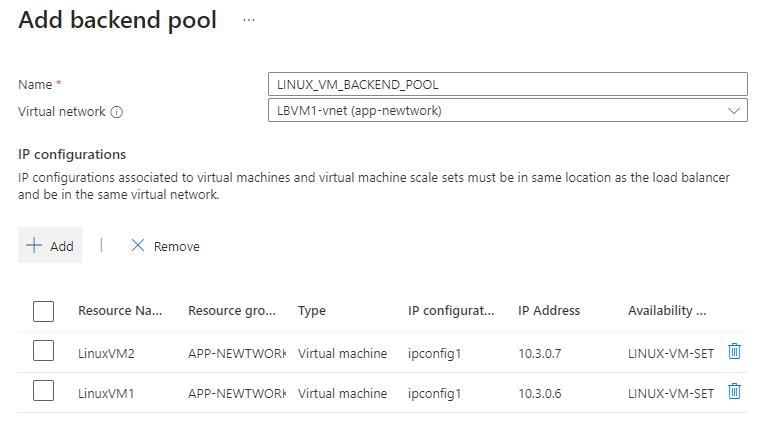 Add backend pool ...
Name *
LINUX_VM_BACKEND_POOL
Virtual network
LBVM1-vnet (app-newtwork)
IP configurations
IP configurations associated to virtual machines and virtual machine scale sets must be in same location as the load balancer
and be in the same virtual network.
+ Add | Remove
Resource Na... Resource gro... Type IP configurat... IP Address Availability ...
LinuxVM2 APP-NEWTWORK Virtual machine ipconfig1 10.3.0.7 LINUX-VM-SET
LinuxVM1 APP-NEWTWORK Virtual machine ipconfig1 10.3.0.6 LINUX-VM-SET